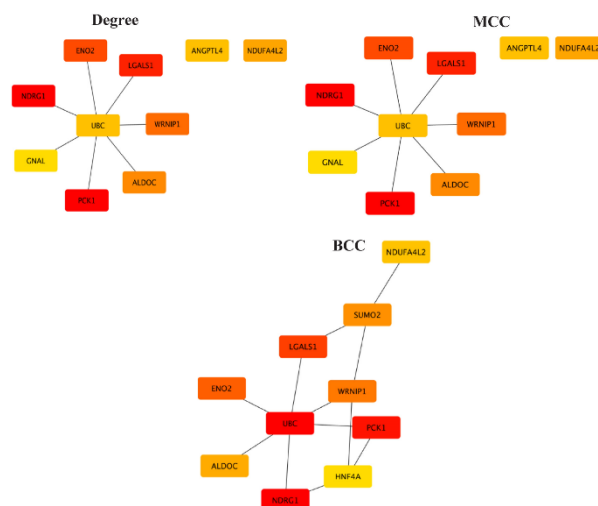 Degree
MCC
ENO2
ANGPTL4
NDUFA4L2
LGALS1
NDRG1
UBC
WRNIP1
GNAL
ALDOC
PCK1
ENO2
ANGPTL4
NDUFA4L2
LGALS1
NDRG1
UBC
WRNIP1
GNAL
ALDOC
PCK1
BCC
NDUFA4L2
SUMO2
LGALS1
ENO2
WRNIP1
UBC
PCK1
ALDOC
HNF4A
NDRG1